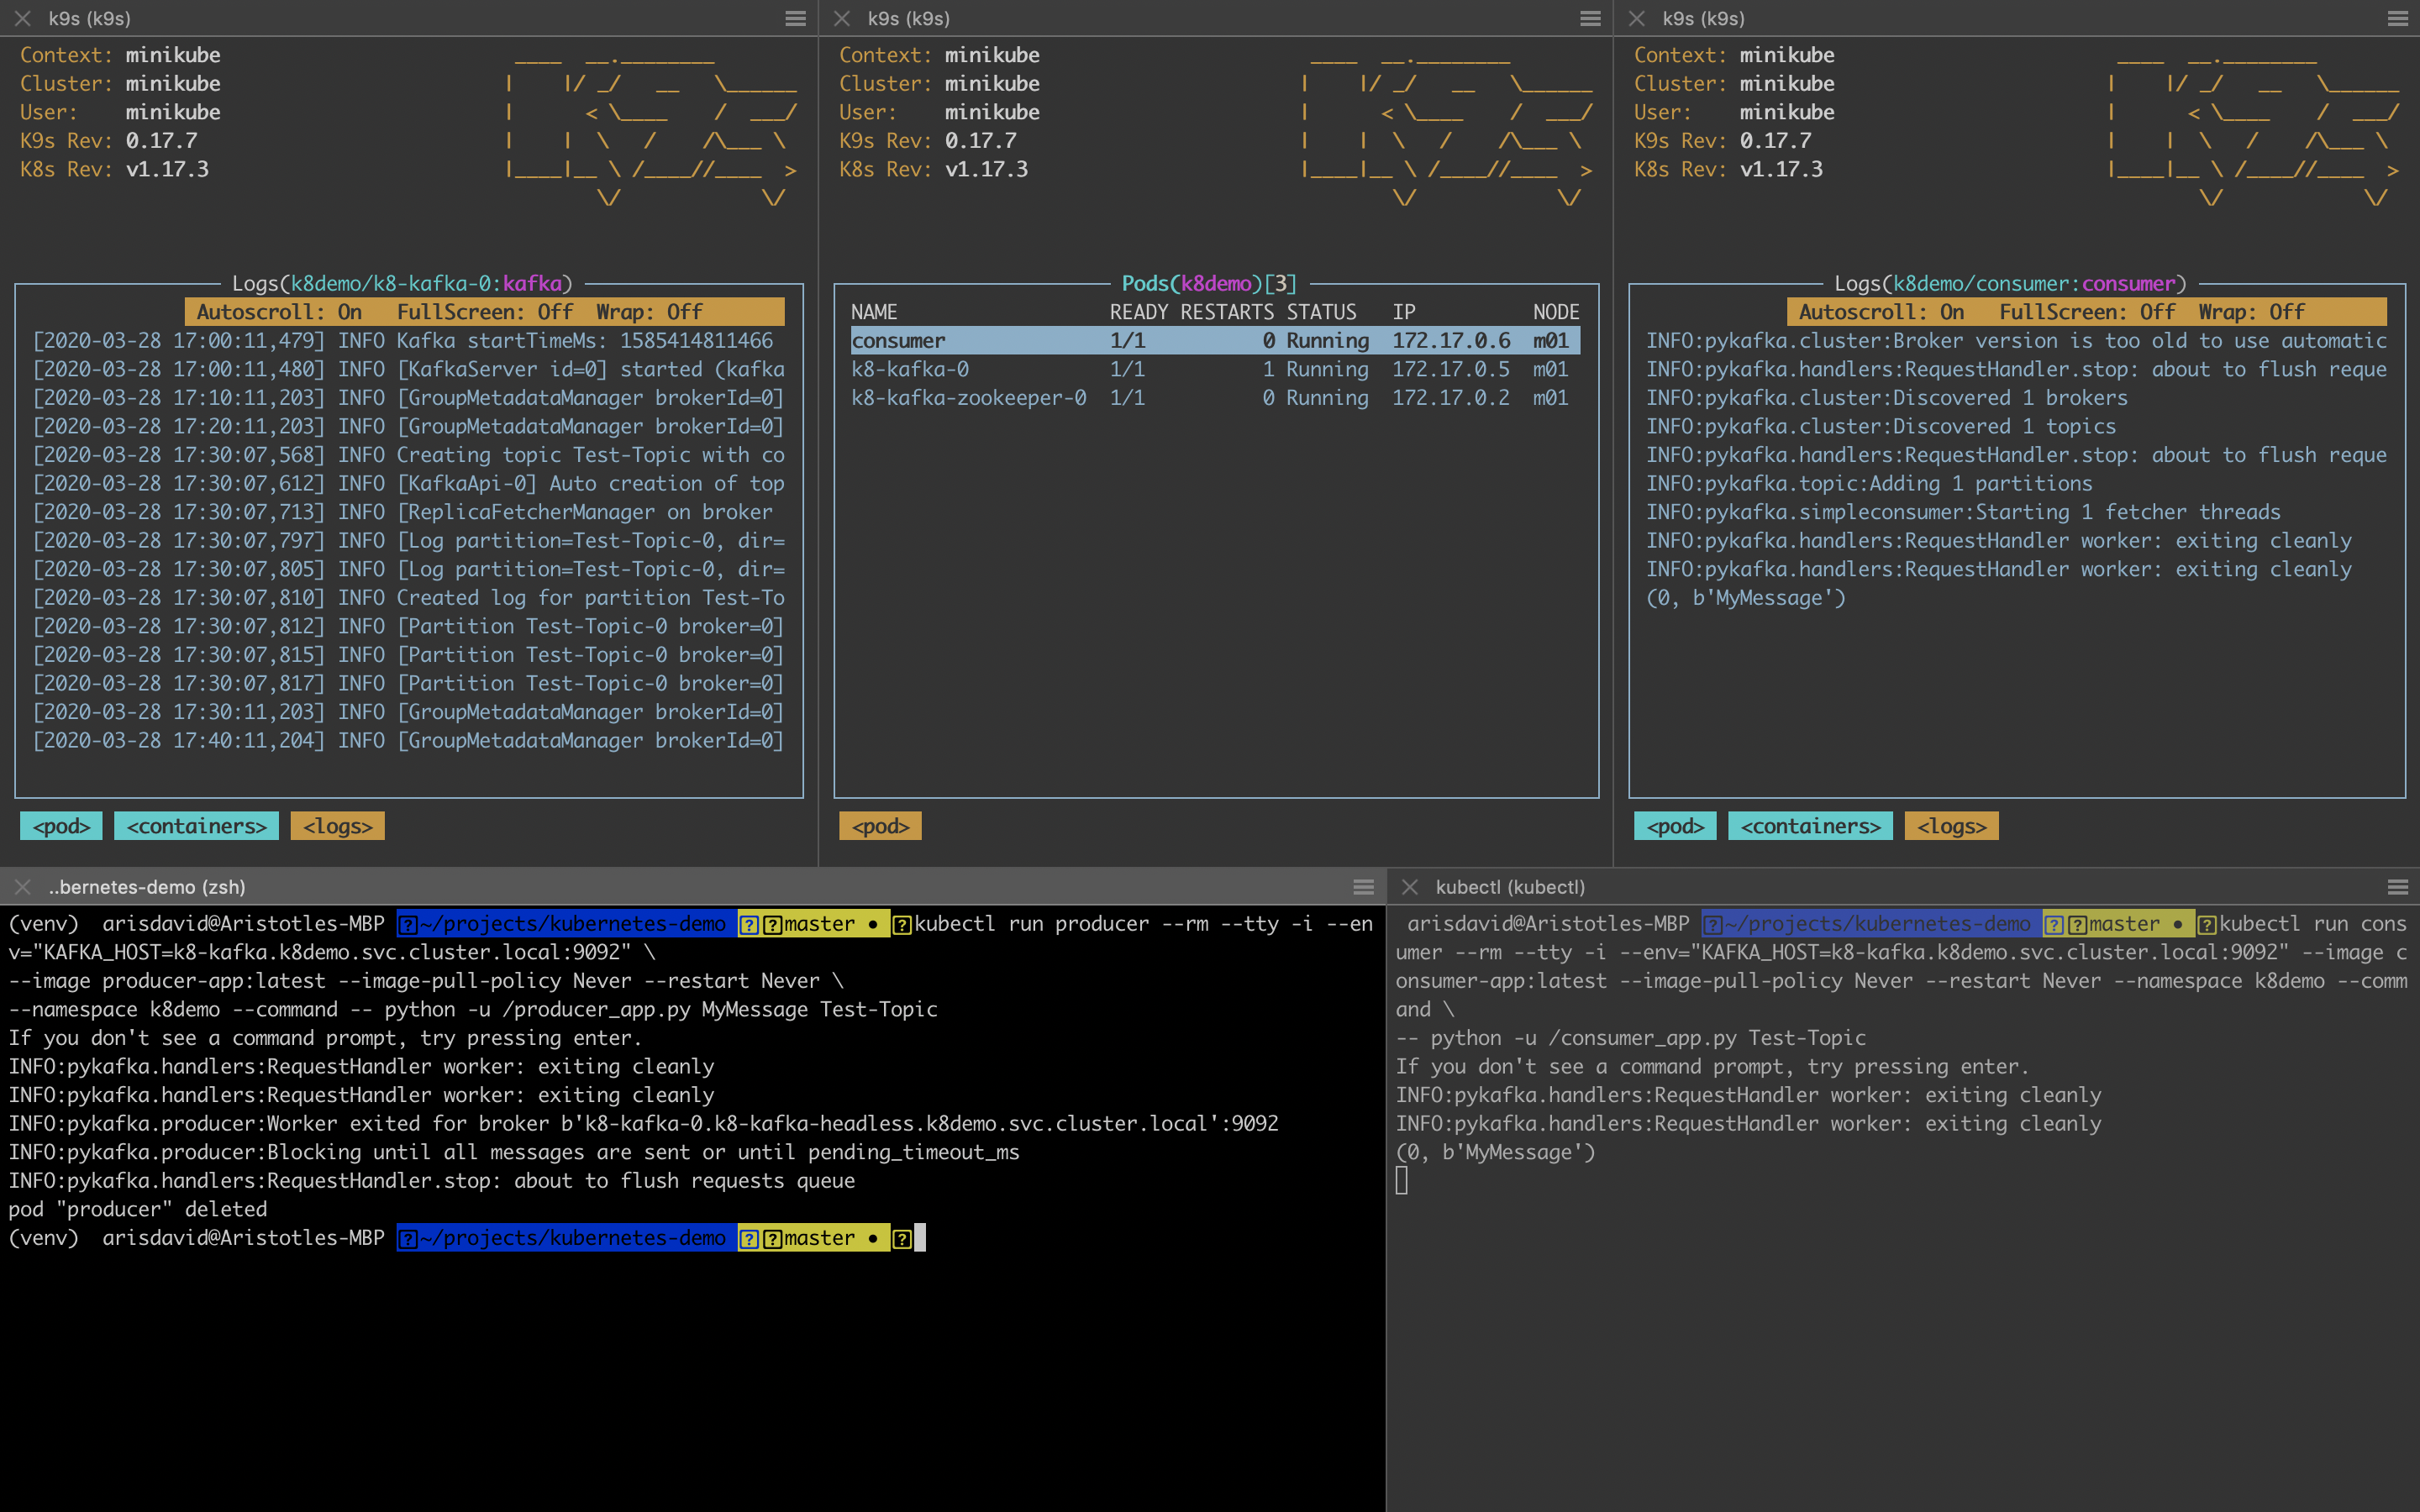 k9s (k9s)
Context: minikube
Cluster: minikube
User: minikube
K9s Rev: 0.17.7
K8s Rev: v1.17.3
Logs(k8demo/k8-kafka-0:kafka)
Autoscroll: On FullScreen: Off Wrap: Off
[2020-03-28 17:00:11,479] INFO Kafka startTimeMs: 1585414811466
[2020-03-28 17:00:11,480] INFO [KafkaServer id=0] started (kafka
[2020-03-28 17:10:11,203] INFO [GroupMetadataManager brokerId=0]
[2020-03-28 17:20:11,203] INFO [GroupMetadataManager brokerId=0]
[2020-03-28 17:30:07,568] INFO Creating topic Test-Topic with co
[2020-03-28 17:30:07,612] INFO [KafkaApi-0] Auto creation of top
[2020-03-28 17:30:07,713] INFO [ReplicaFetcherManager on broker
[2020-03-28 17:30:07,797] INFO [Log partition=Test-Topic-0, dir=
[2020-03-28 17:30:07,805] INFO [Log partition=Test-Topic-0, dir=
[2020-03-28 17:30:07,810] INFO Created log for partition Test-To
[2020-03-28 17:30:07,812] INFO [Partition Test-Topic-0 broker=0]
[2020-03-28 17:30:07,815] INFO [Partition Test-Topic-0 broker=0]
[2020-03-28 17:30:07,817] INFO [Partition Test-Topic-0 broker=0]
[2020-03-28 17:30:11,203] INFO [GroupMetadataManager brokerId=0]
[2020-03-28 17:40:11,204] INFO [GroupMetadataManager brokerId=0]
<pod> <containers> <logs>
k9s (k9s)
Context: minikube
Cluster: minikube
User: minikube
K9s Rev: 0.17.7
K8s Rev: v1.17.3
Pods(k8demo)[3]
NAME READY RESTARTS STATUS IP NODE
consumer 1/1 0 Running 172.17.0.6 m01
k8-kafka-0 1/1 1 Running 172.17.0.5 m01
k8-kafka-zookeeper-0 1/1 0 Running 172.17.0.2 m01
<pod>
k9s (k9s)
Context: minikube
Cluster: minikube
User: minikube
K9s Rev: 0.17.7
K8s Rev: v1.17.3
Logs(k8demo/consumer:consumer)
Autoscroll: On FullScreen: Off Wrap: Off
INFO:pykafka.cluster:Broker version is too old to use automatic
INFO:pykafka.handlers:RequestHandler.stop: about to flush reque
INFO:pykafka.cluster:Discovered 1 brokers
INFO:pykafka.cluster:Discovered 1 topics
INFO:pykafka.handlers:RequestHandler.stop: about to flush reque
INFO:pykafka.topic:Adding 1 partitions
INFO:pykafka.simpleconsumer:Starting 1 fetcher threads
INFO:pykafka.handlers:RequestHandler worker: exiting cleanly
INFO:pykafka.handlers:RequestHandler worker: exiting cleanly
(0, b'MyMessage')
<pod> <containers> <logs>
..bernetes-demo (zsh)
(venv) arisdavid@Aristotles-MBP ~/projects/kubernetes-demo master ● kubectl run producer --rm --tty -i --en
v="KAFKA_HOST=k8-kafka.k8demo.svc.cluster.local:9092" \
--image producer-app:latest --image-pull-policy Never --restart Never \
--namespace k8demo --command -- python -u /producer_app.py MyMessage Test-Topic
If you don't see a command prompt, try pressing enter.
INFO:pykafka.handlers:RequestHandler worker: exiting cleanly
INFO:pykafka.handlers:RequestHandler worker: exiting cleanly
INFO:pykafka.producer:Worker exited for broker b'k8-kafka-0.k8-kafka-headless.k8demo.svc.cluster.local':9092
INFO:pykafka.producer:Blocking until all messages are sent or until pending_timeout_ms
INFO:pykafka.handlers:RequestHandler.stop: about to flush requests queue
pod "producer" deleted
(venv) arisdavid@Aristotles-MBP ~/projects/kubernetes-demo master ●
kubectl (kubectl)
arisdavid@Aristotles-MBP ~/projects/kubernetes-demo master ● kubectl run cons
umer --rm --tty -i --env="KAFKA_HOST=k8-kafka.k8demo.svc.cluster.local:9092" --image c
onsumer-app:latest --image-pull-policy Never --restart Never --namespace k8demo --comm
and \
-- python -u /consumer_app.py Test-Topic
If you don't see a command prompt, try pressing enter.
INFO:pykafka.handlers:RequestHandler worker: exiting cleanly
INFO:pykafka.handlers:RequestHandler worker: exiting cleanly
(0, b'MyMessage')